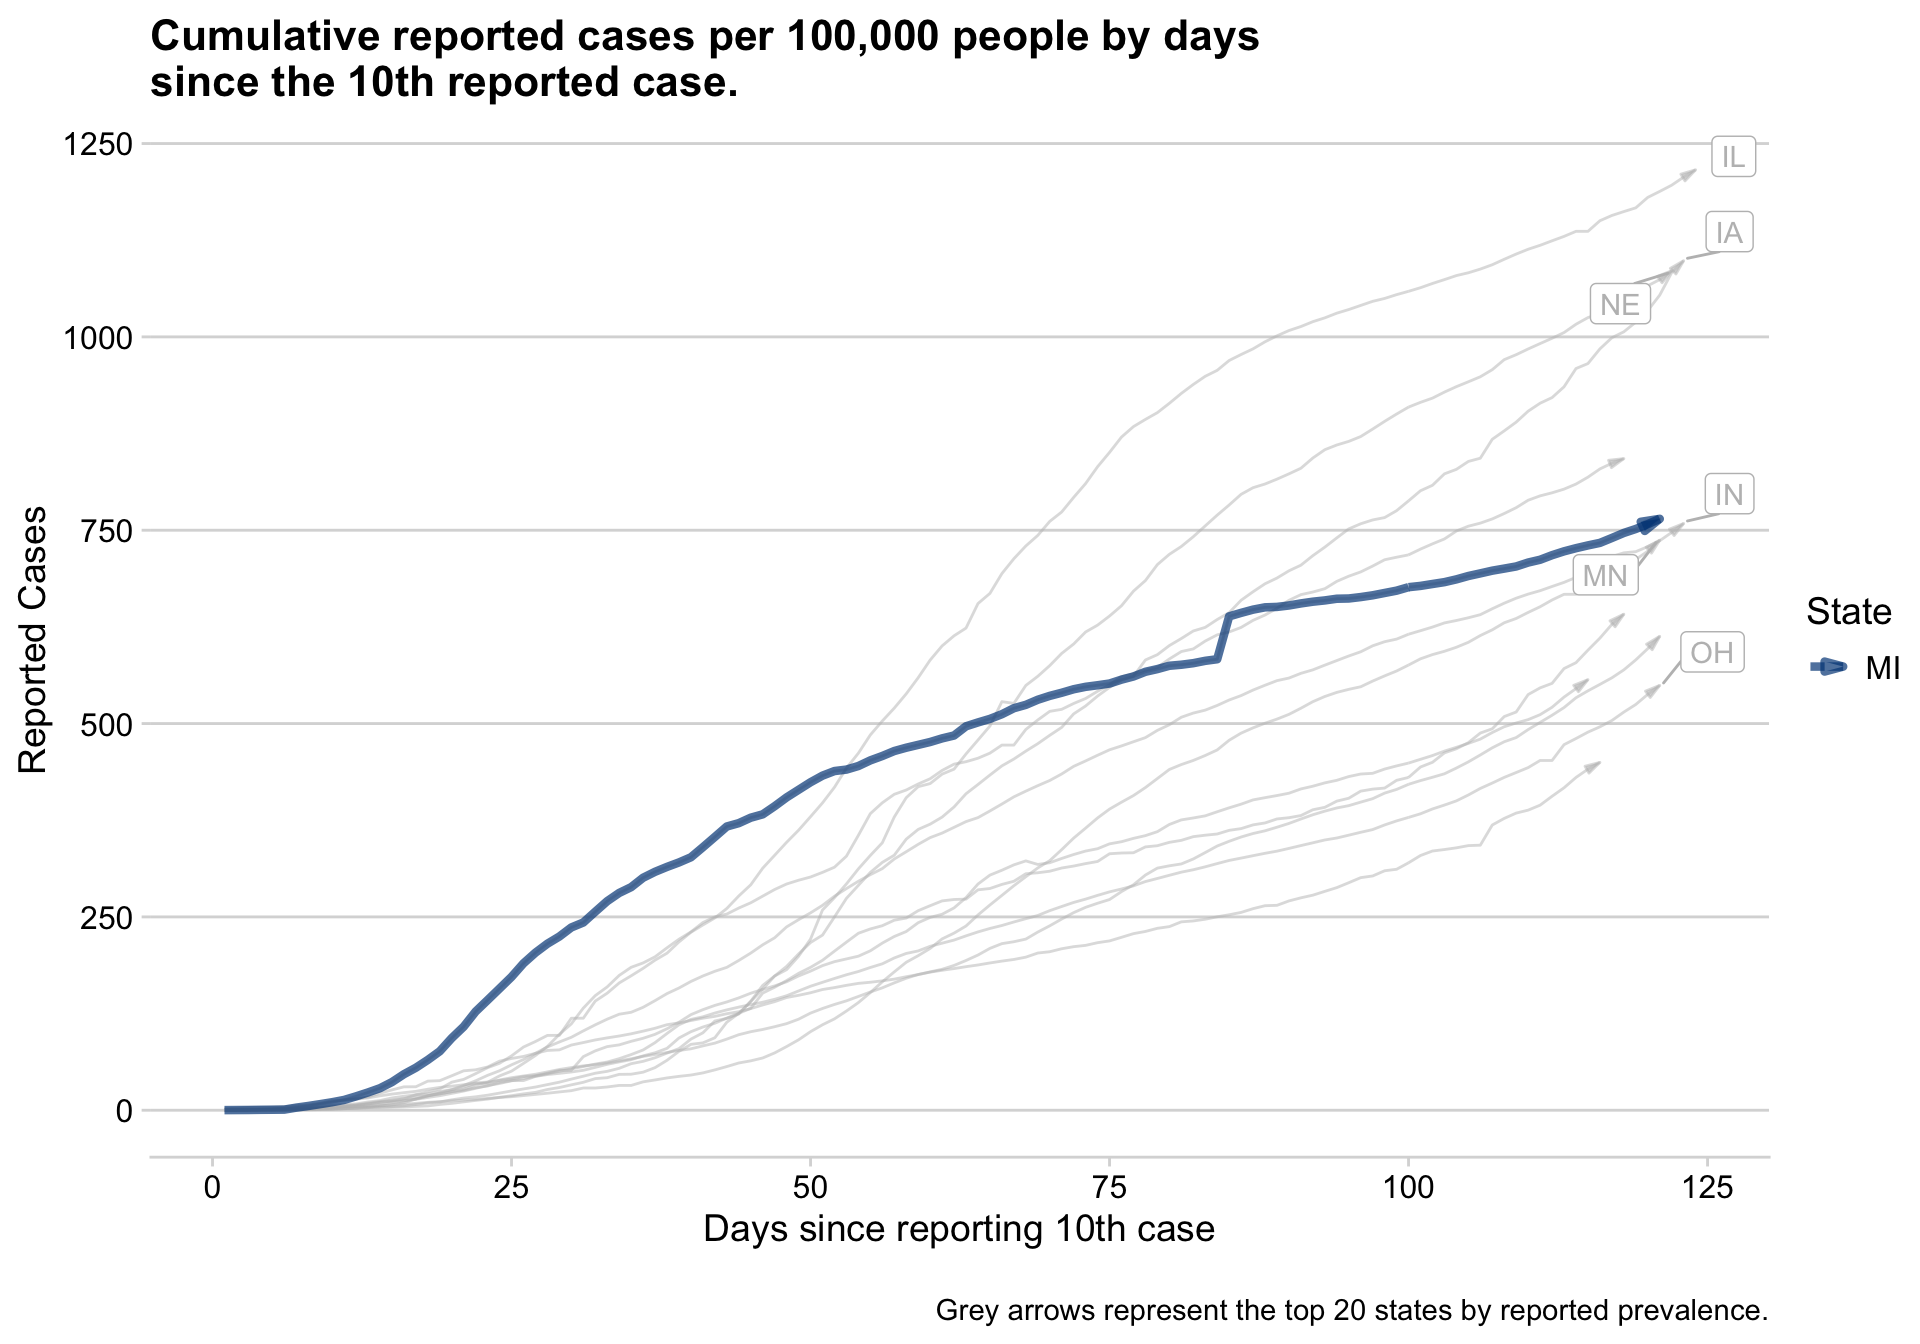 Cumulative reported cases per 100,000 people by days
since the 10th reported case.
1250
1000
750
500
250
0
Reported Cases
IL
IA
NE
IN
MN
OH
State
MI
0 25 50 75 100 125
Days since reporting 10th case
Grey arrows represent the top 20 states by reported prevalence.